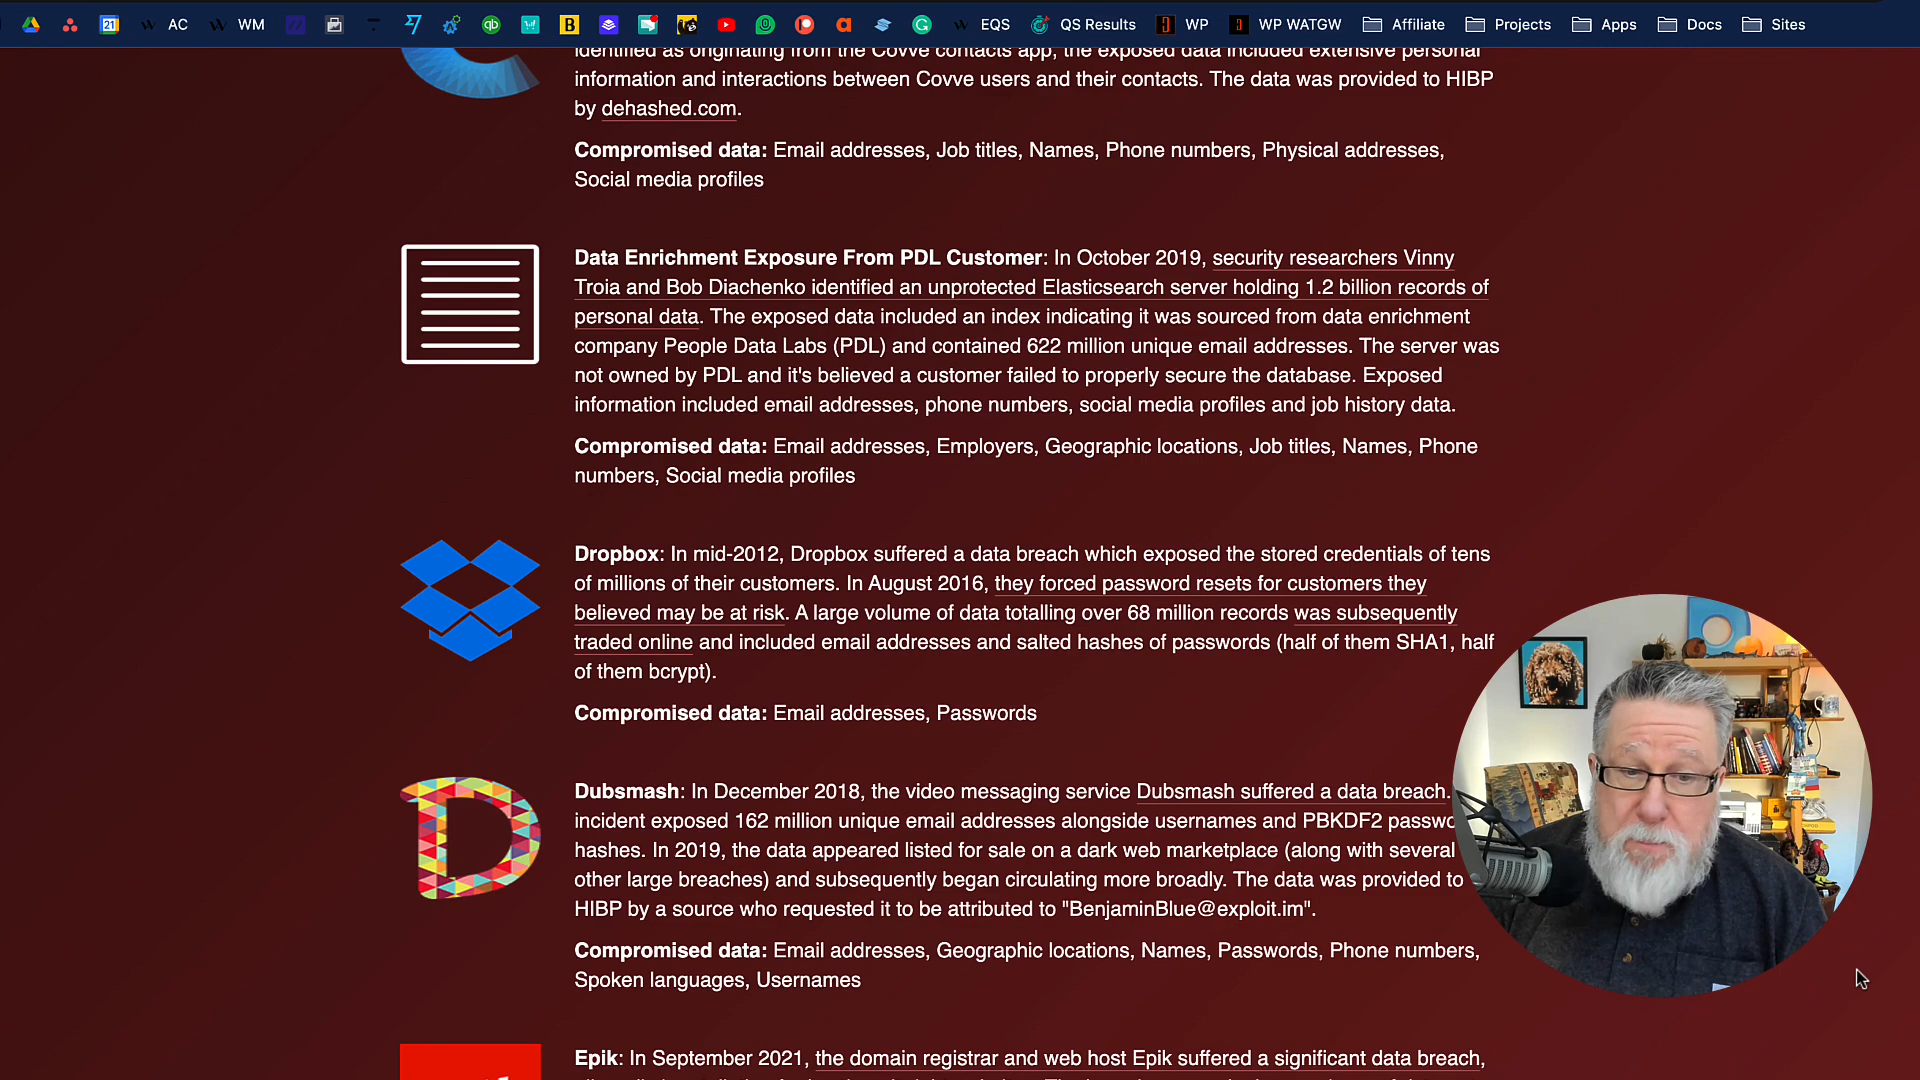 AC WM EQS QS Results WP WP WATGW Affiliate Projects Apps Docs Sites
identified as originating from the Covve contacts app, the exposed data included extensive personal
information and interactions between Covve users and their contacts. The data was provided to HIBP
by dehashed.com.
Compromised data: Email addresses, Job titles, Names, Phone numbers, Physical addresses,
Social media profiles
Data Enrichment Exposure From PDL Customer: In October 2019, security researchers Vinny
Troia and Bob Diachenko identified an unprotected Elasticsearch server holding 1.2 billion records of
personal data. The exposed data included an index indicating it was sourced from data enrichment
company People Data Labs (PDL) and contained 622 million unique email addresses. The server was
not owned by PDL and it's believed a customer failed to properly secure the database. Exposed
information included email addresses, phone numbers, social media profiles and job history data.
Compromised data: Email addresses, Employers, Geographic locations, Job titles, Names, Phone
numbers, Social media profiles
Dropbox: In mid-2012, Dropbox suffered a data breach which exposed the stored credentials of tens
of millions of their customers. In August 2016, they forced password resets for customers they
believed may be at risk. A large volume of data totalling over 68 million records was subsequently
traded online and included email addresses and salted hashes of passwords (half of them SHA1, half
of them bcrypt).
Compromised data: Email addresses, Passwords
Dubsmash: In December 2018, the video messaging service Dubsmash suffered a data breach.
incident exposed 162 million unique email addresses alongside usernames and PBKDF2
hashes. In 2019, the data appeared listed for sale on a dark web marketplace (along with several
other large breaches) and subsequently began circulating more broadly. The data was provided to
HIBP by a source who requested it to be attributed to "BenjaminBlue@exploit.im".
Compromised data: Email addresses, Geographic locations, Names, Passwords, Phone numbers,
Spoken languages, Usernames
Epik: In September 2021, the domain registrar and web host Epik suffered a significant data breach,